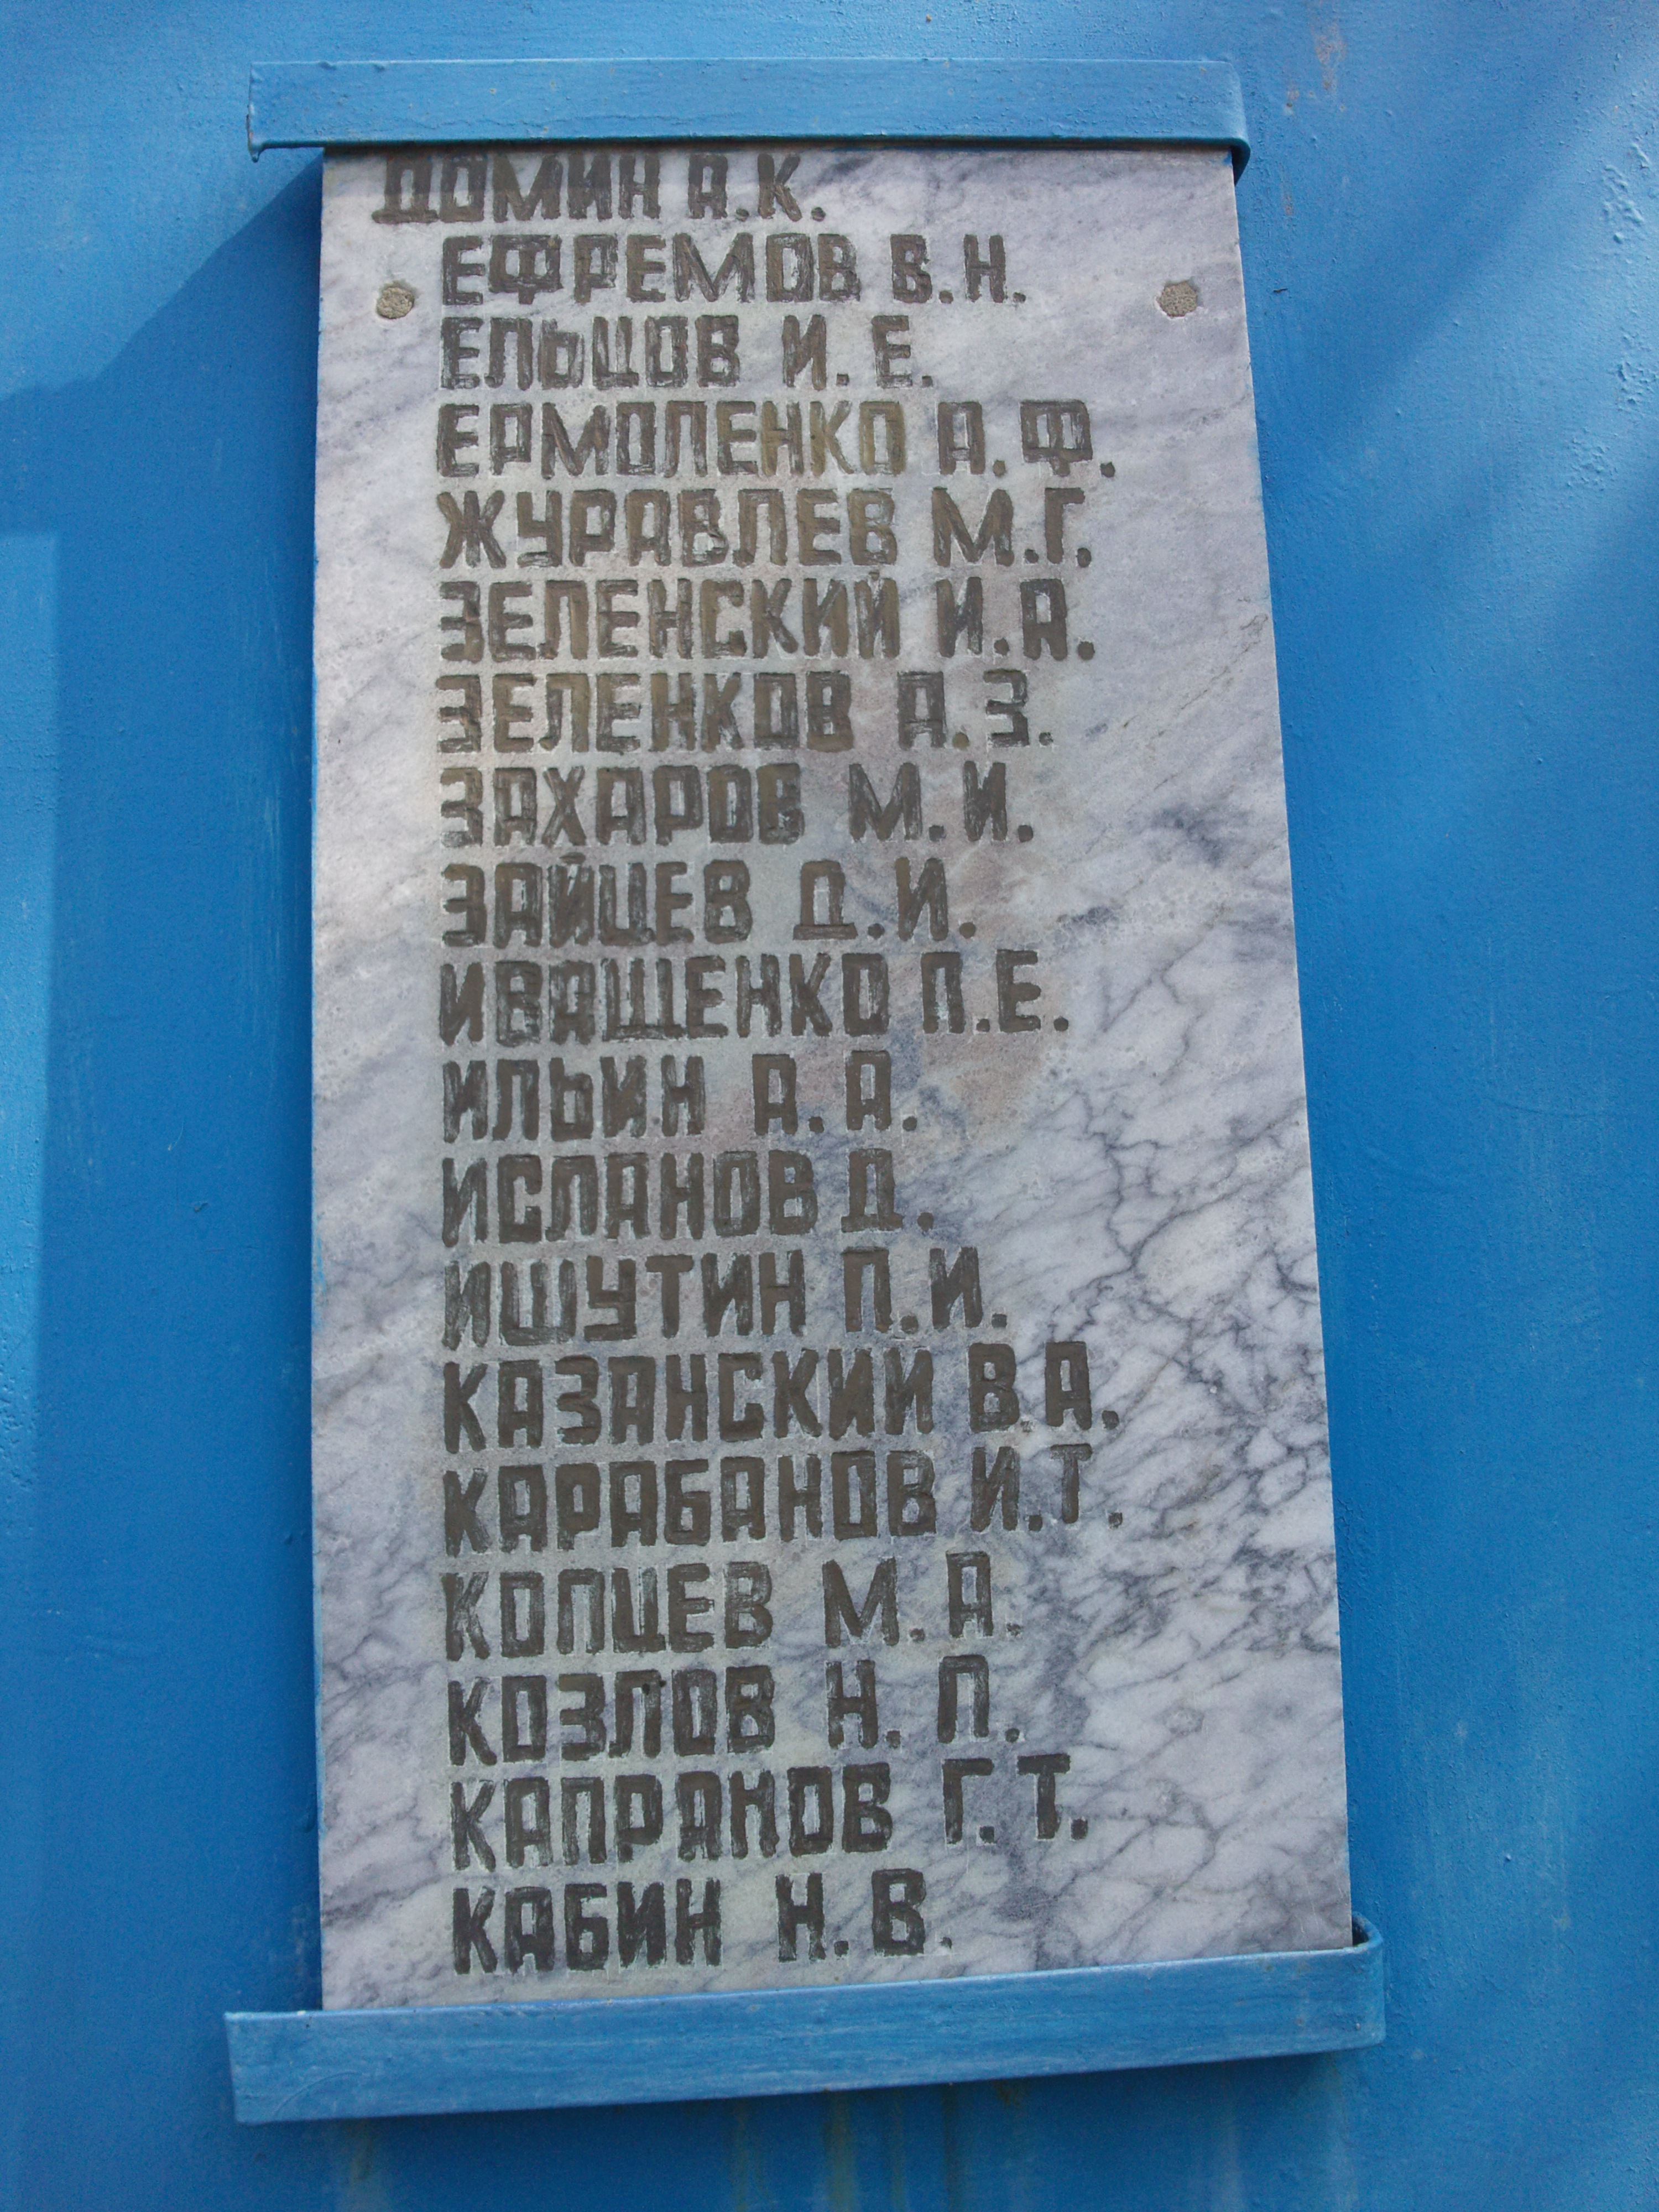 ДОМИН А.К.
ЕФРЕМОВ В.Н.
ЕЛЬЦОВ И. Е.
ЕРМОЛЕНКО А.Ф.
ЖУРАВЛЕВ М.Г.
ЗЕЛЕНСКИЙ И.А.
ЗЕЛЕНКОВ А.З.
ЗАХАРОВ М.И.
ЗАЙЦЕВ Д.И.
ИВАЩЕНКО П.Е.
ИЛЬИН А.А.
ИСЛАНОВ Д.
ИШУТИН П.И.
КАЗАНСКИЙ В.А.
КАРАБАНОВ И.Т.
КОПЦЕВ М.А.
КОЗЛОВ Н.П.
КАПРАНОВ Г.Т.
КАБИН Н.В.